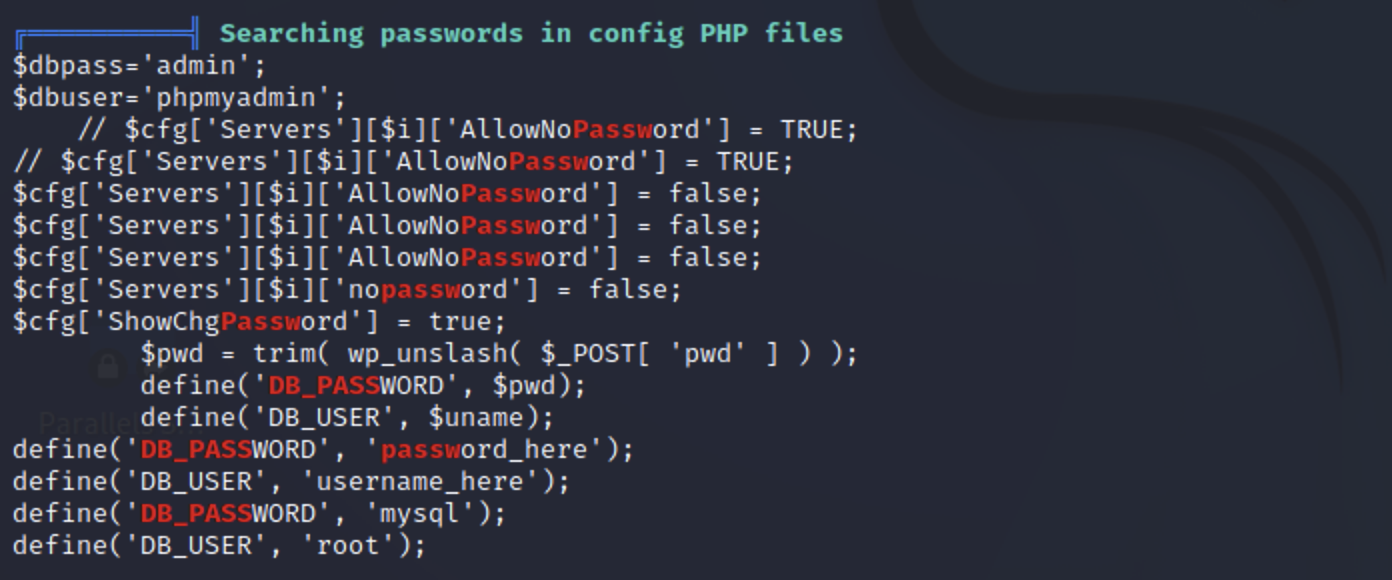 ╔══════════╣ Searching passwords in config PHP files
$dbpass='admin';
$dbuser='phpmyadmin';
    // $cfg['Servers'][$i]['AllowNoPassword'] = TRUE;
// $cfg['Servers'][$i]['AllowNoPassword'] = TRUE;
$cfg['Servers'][$i]['AllowNoPassword'] = false;
$cfg['Servers'][$i]['AllowNoPassword'] = false;
$cfg['Servers'][$i]['AllowNoPassword'] = false;
$cfg['Servers'][$i]['nopassword'] = false;
$cfg['ShowChgPassword'] = true;
        $pwd = trim( wp_unslash( $_POST[ 'pwd' ] ) );
        define('DB_PASSWORD', $pwd);
        define('DB_USER', $uname);
define('DB_PASSWORD', 'password_here');
define('DB_USER', 'username_here');
define('DB_PASSWORD', 'mysql');
define('DB_USER', 'root');